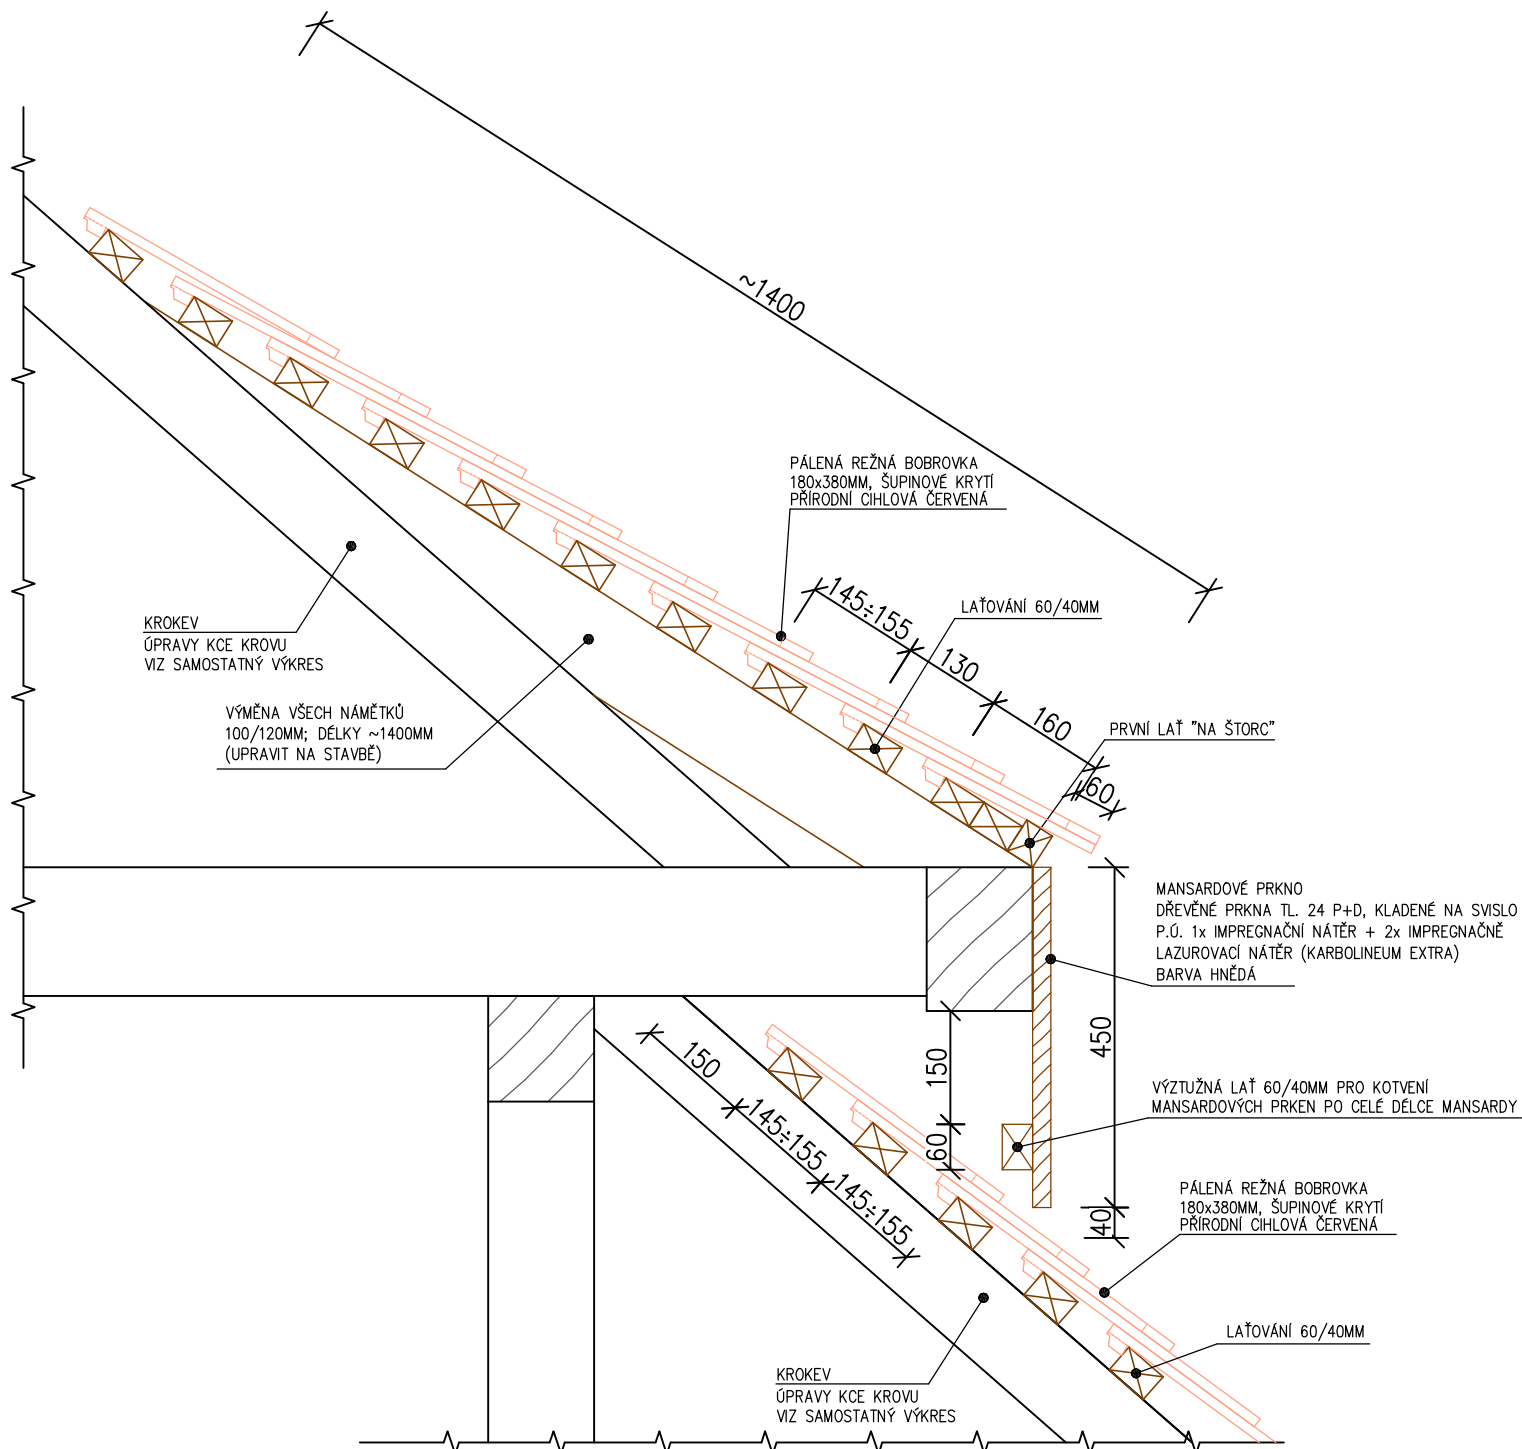 ~1400
PÁLENÁ REŽNÁ BOBROVKA
180x380MM, ŠUPINOVÉ KRYTÍ
PŘÍRODNÍ CIHLOVÁ ČERVENÁ
145÷155
130
160
60
LAŤOVÁNÍ 60/40MM
PRVNÍ LAŤ "NA ŠTORC"
KROKEV
ÚPRAVY KCE KROVU
VIZ SAMOSTATNÝ VÝKRES
VÝMĚNA VŠECH NÁMĚTKŮ
100/120MM; DÉLKY ~1400MM
(UPRAVIT NA STAVBĚ)
MANSARDOVÉ PRKNO
DŘEVĚNÉ PRKNA TL. 24 P+D, KLADENÉ NA SVISLO
P.Ú. 1x IMPREGNAČNÍ NÁTĚR + 2x IMPREGNAČNĚ
LAZUROVACÍ NÁTĚR (KARBOLINEUM EXTRA)
BARVA HNĚDÁ
450
150
60
40
150
145÷155
145÷155
VÝZTUŽNÁ LAŤ 60/40MM PRO KOTVENÍ
MANSARDOVÝCH PRKEN PO CELÉ DÉLCE MANSARDY
PÁLENÁ REŽNÁ BOBROVKA
180x380MM, ŠUPINOVÉ KRYTÍ
PŘÍRODNÍ CIHLOVÁ ČERVENÁ
LAŤOVÁNÍ 60/40MM
KROKEV
ÚPRAVY KCE KROVU
VIZ SAMOSTATNÝ VÝKRES